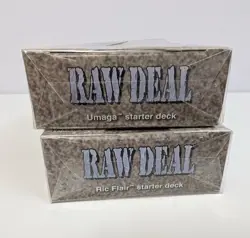 RAW DEAL
Umaga™ starter deck
RAW DEAL
Ric Flair™ starter deck